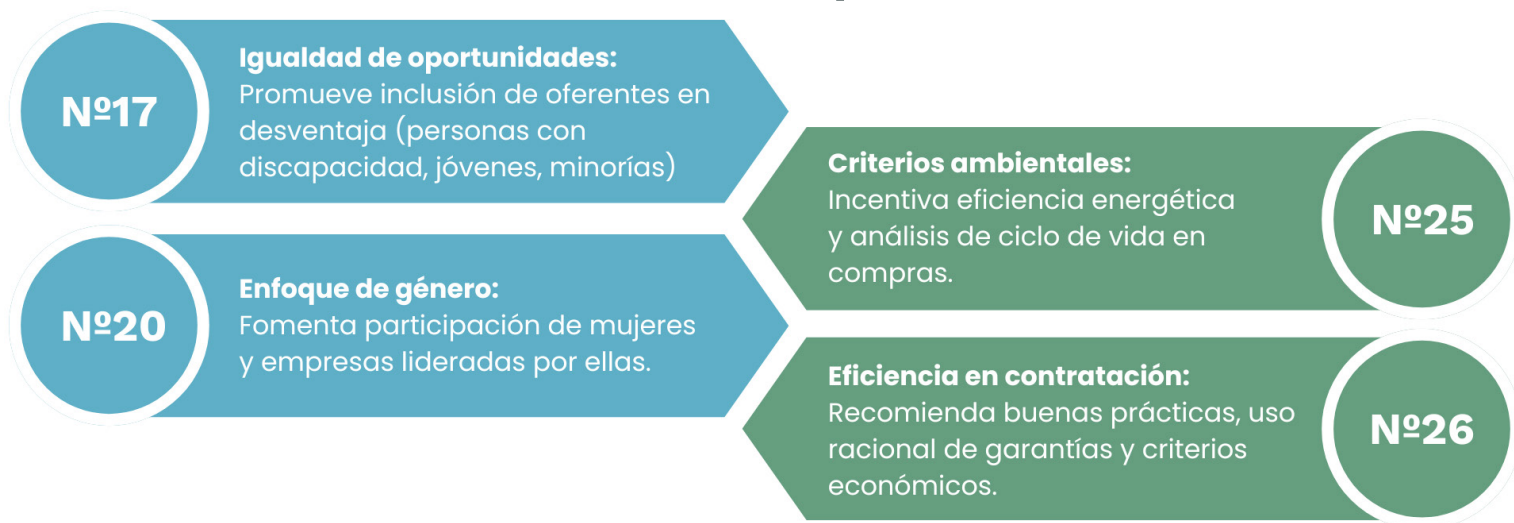 Nº17
Igualdad de oportunidades:
Promueve inclusión de oferentes en
desventaja (personas con
discapacidad, jóvenes, minorías)
Nº20
Enfoque de género:
Fomenta participación de mujeres
y empresas lideradas por ellas.
Criterios ambientales:
Incentiva eficiencia energética
y análisis de ciclo de vida en
compras.
Nº25
Eficiencia en contratación:
Recomienda buenas prácticas, uso
racional de garantías y criterios
económicos.
Nº26